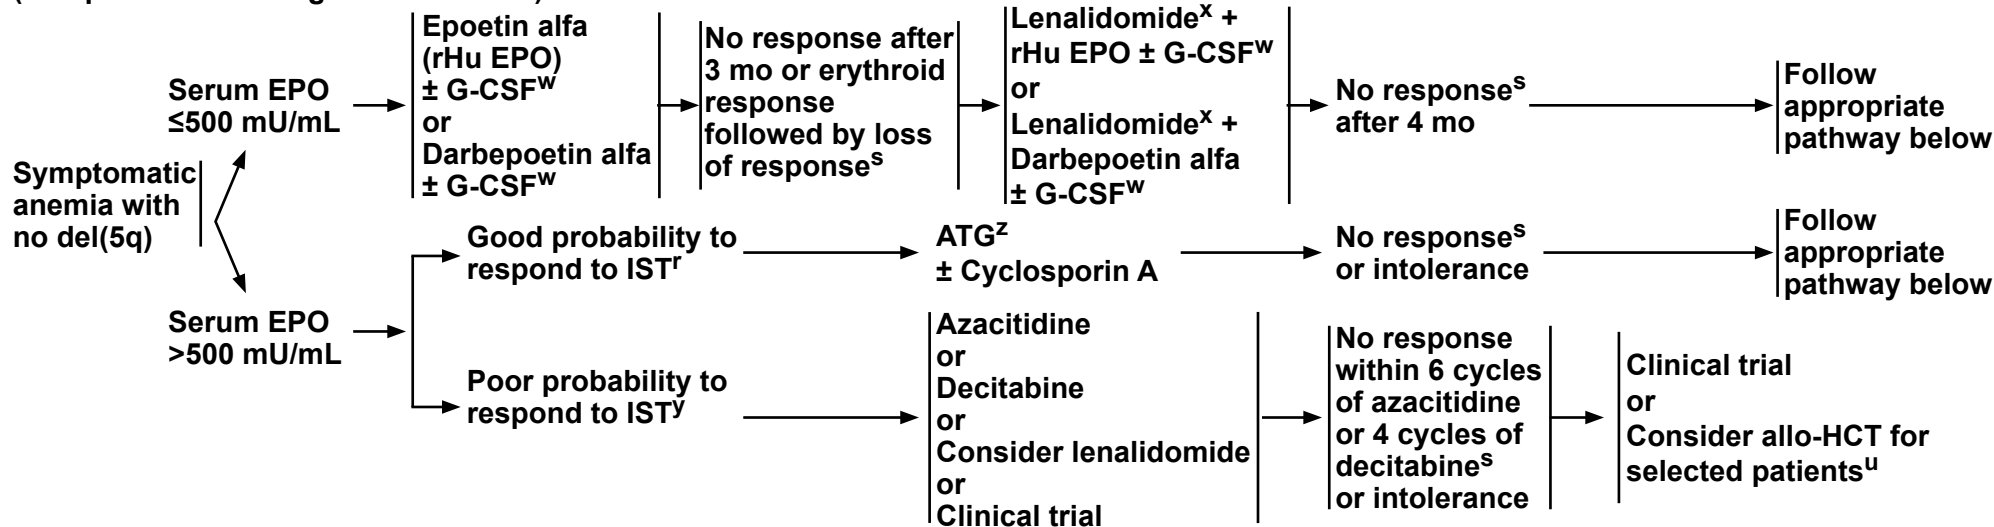 Symptomatic
anemia with
no del(5q)
Serum EPO
≤500 mU/mL
Epoetin alfa
(rHu EPO)
± G-CSFʷ
or
Darbepoetin alfa
± G-CSFʷ
No response after
3 mo or erythroid
response
followed by loss
of responseˢ
Lenalidomideˣ +
rHu EPO ± G-CSFʷ
or
Lenalidomideˣ +
Darbepoetin alfa
± G-CSFʷ
No responseˢ
after 4 mo
Follow
appropriate
pathway below
Serum EPO
>500 mU/mL
Good probability to
respond to ISTʳ
ATGᶻ
± Cyclosporin A
No responseˢ
or intolerance
Follow
appropriate
pathway below
Poor probability to
respond to ISTʸ
Azacitidine
or
Decitabine
or
Consider lenalidomide
or
Clinical trial
No response
within 6 cycles
of azacitidine
or 4 cycles of
decitabineˢ
or intolerance
Clinical trial
or
Consider allo-HCT for
selected patientsᵘ